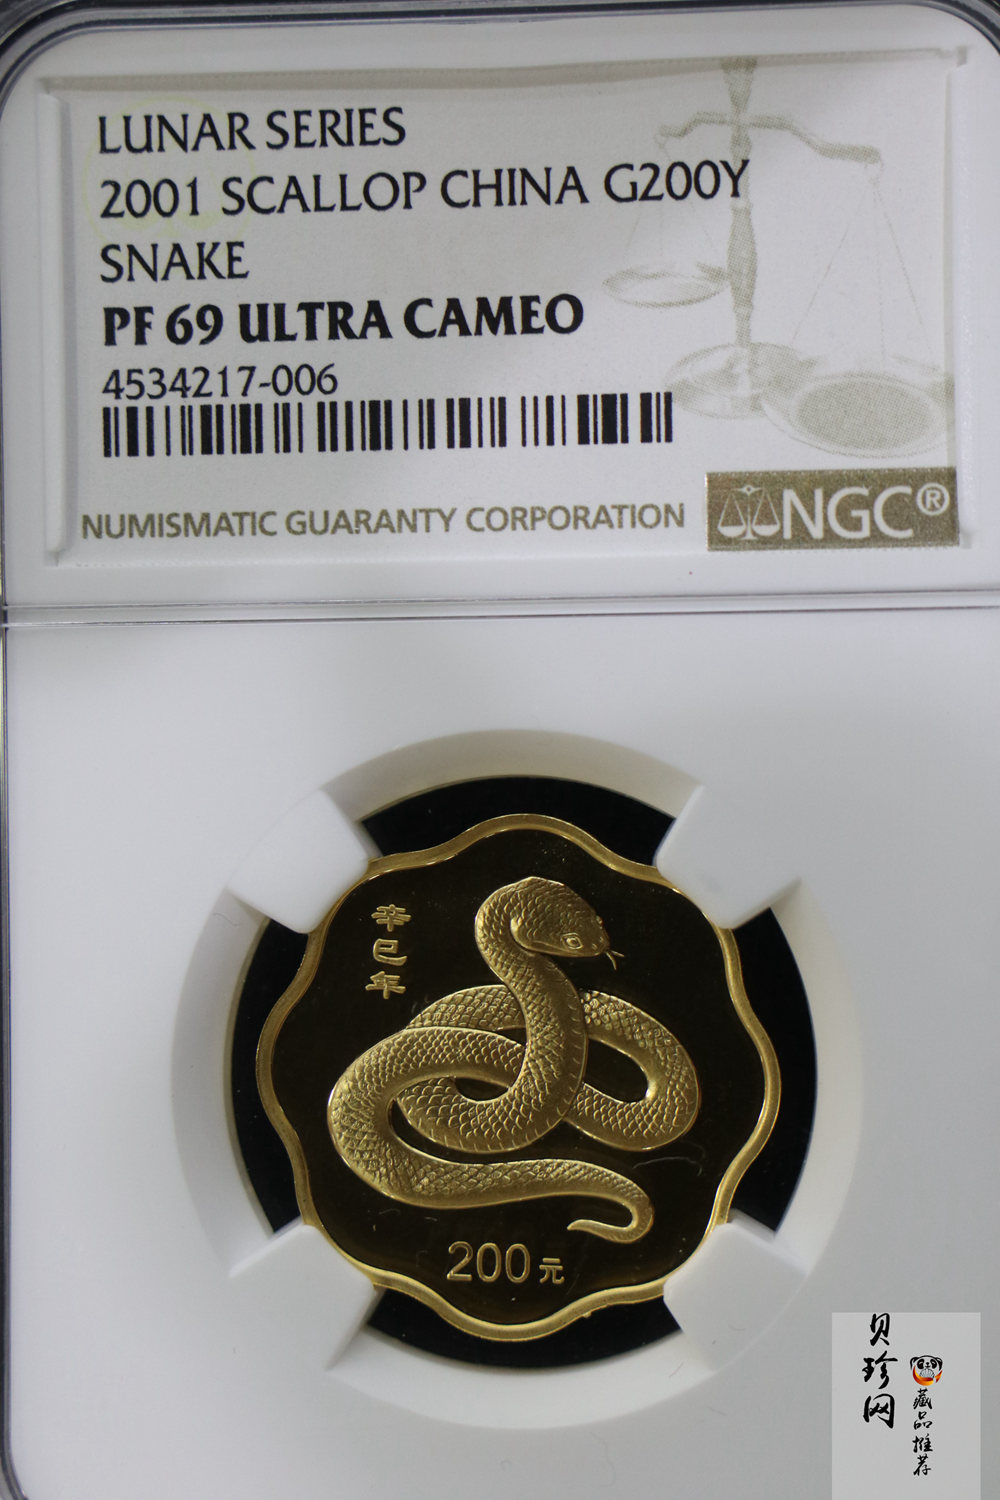 LUNAR SERIES
2001 SCALLOP CHINA G200Y
SNAKE
PF 69 ULTRA CAMEO
4534217-006
NUMISMATIC GUARANTY CORPORATION
NGC®
辛巳年
200元
贝珍网
藏品推荐